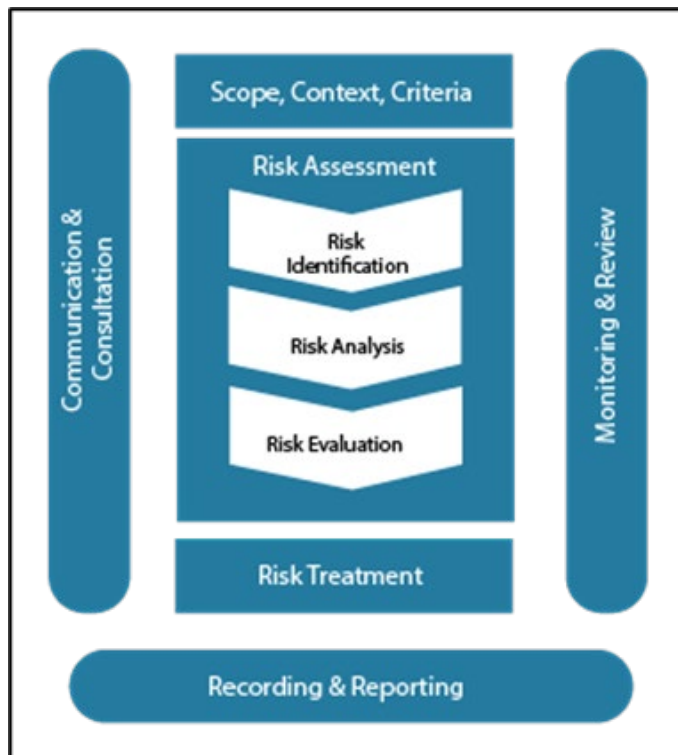 Communication &
Consultation
Scope, Context, Criteria
Risk Assessment
Risk
Identification
Risk Analysis
Risk Evaluation
Risk Treatment
Monitoring & Review
Recording & Reporting